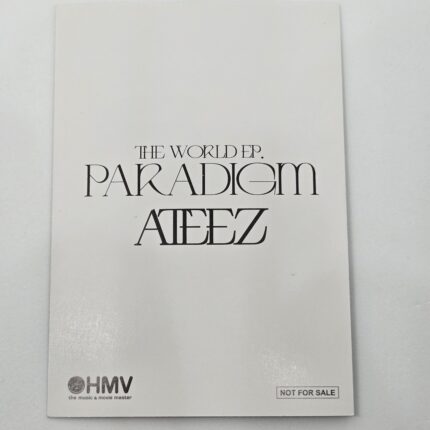 THE WORLD EP.
PARADIGM
ATEEZ
HMV
the music & movie master
NOT FOR SALE